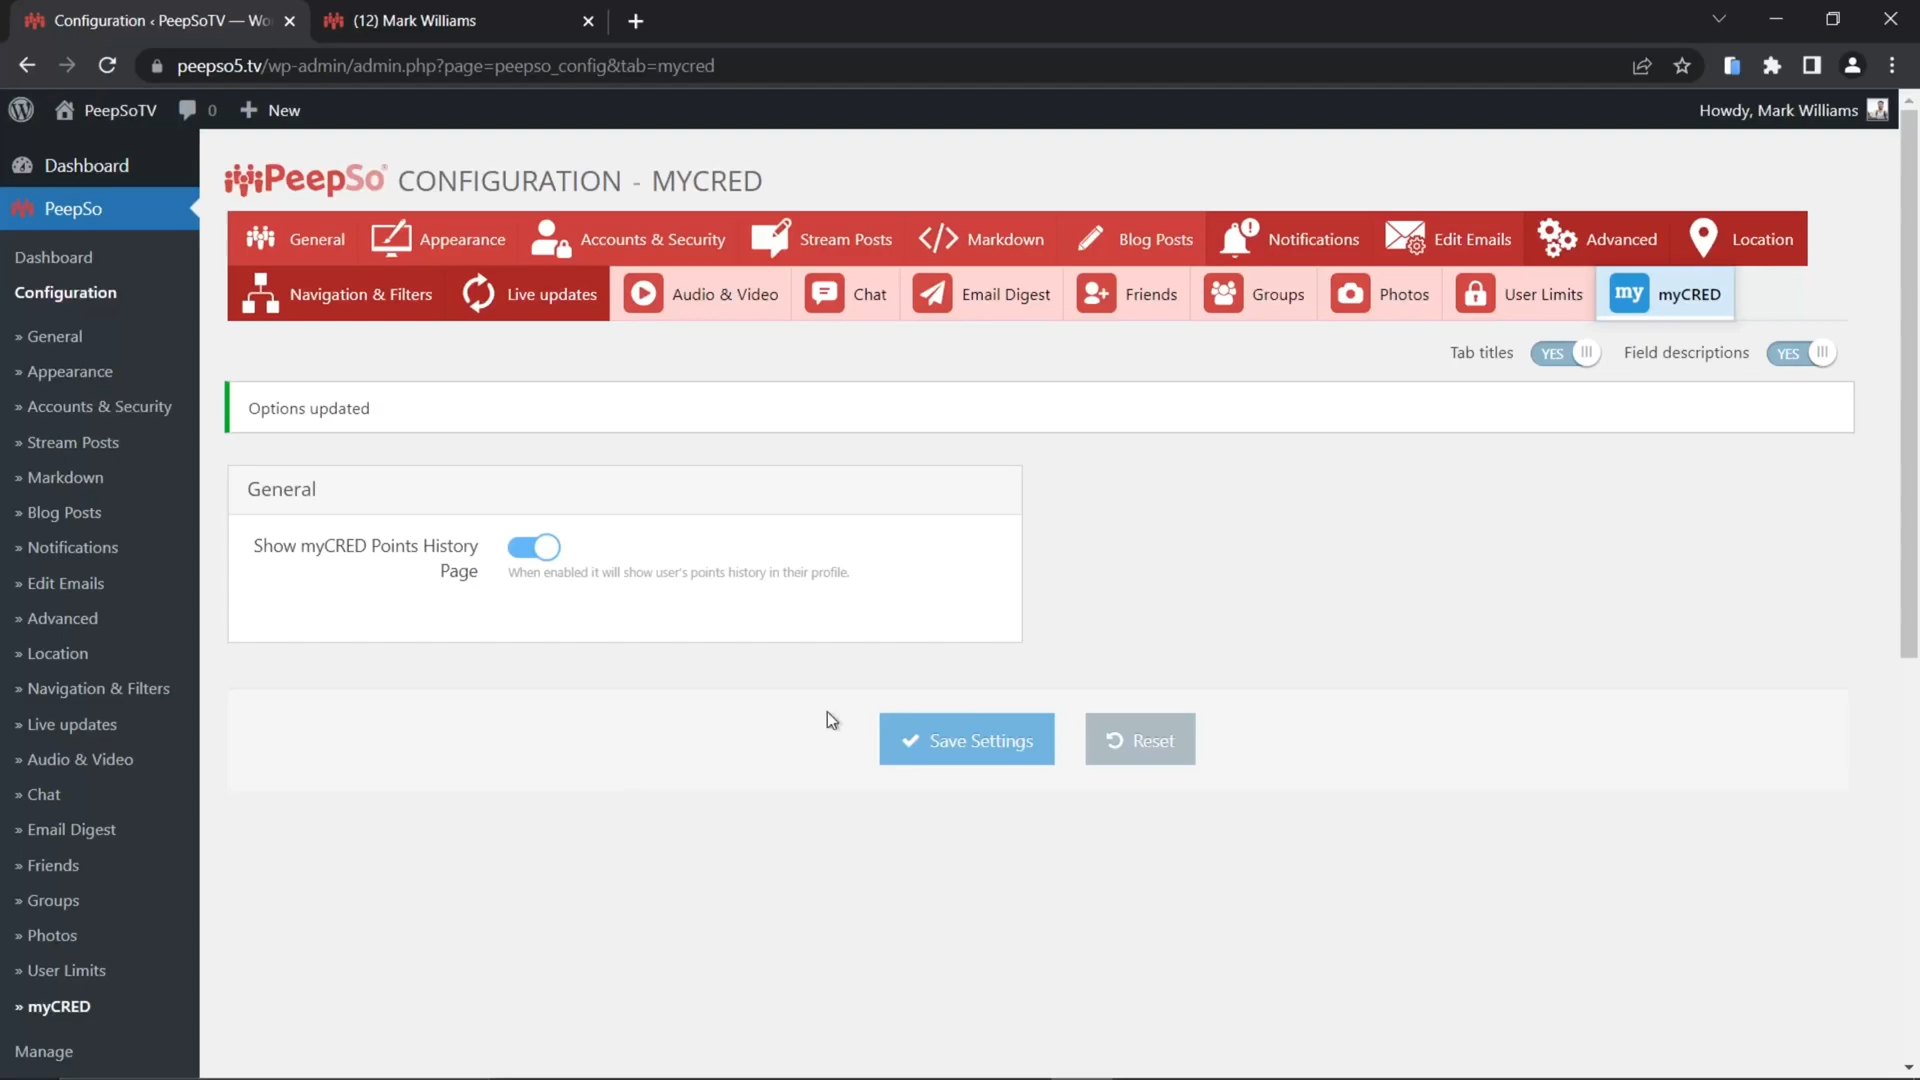 Configuration ‹ PeepSoTV — Wo
(12) Mark Williams
peepso5.tv/wp-admin/admin.php?page=peepso_config&tab=mycred
PeepSoTV
0
New
Howdy, Mark Williams
Dashboard
PeepSo
Dashboard
Configuration
» General
» Appearance
» Accounts & Security
» Stream Posts
» Markdown
» Blog Posts
» Notifications
» Edit Emails
» Advanced
» Location
» Navigation & Filters
» Live updates
» Audio & Video
» Chat
» Email Digest
» Friends
» Groups
» Photos
» User Limits
» myCRED
Manage
PeepSo® CONFIGURATION - MYCRED
General
Appearance
Accounts & Security
Stream Posts
Markdown
Blog Posts
Notifications
Edit Emails
Advanced
Location
Navigation & Filters
Live updates
Audio & Video
Chat
Email Digest
Friends
Groups
Photos
User Limits
my myCRED
Tab titles YES
Field descriptions YES
Options updated
General
Show myCRED Points History
Page
When enabled it will show user's points history in their profile.
Save Settings
Reset